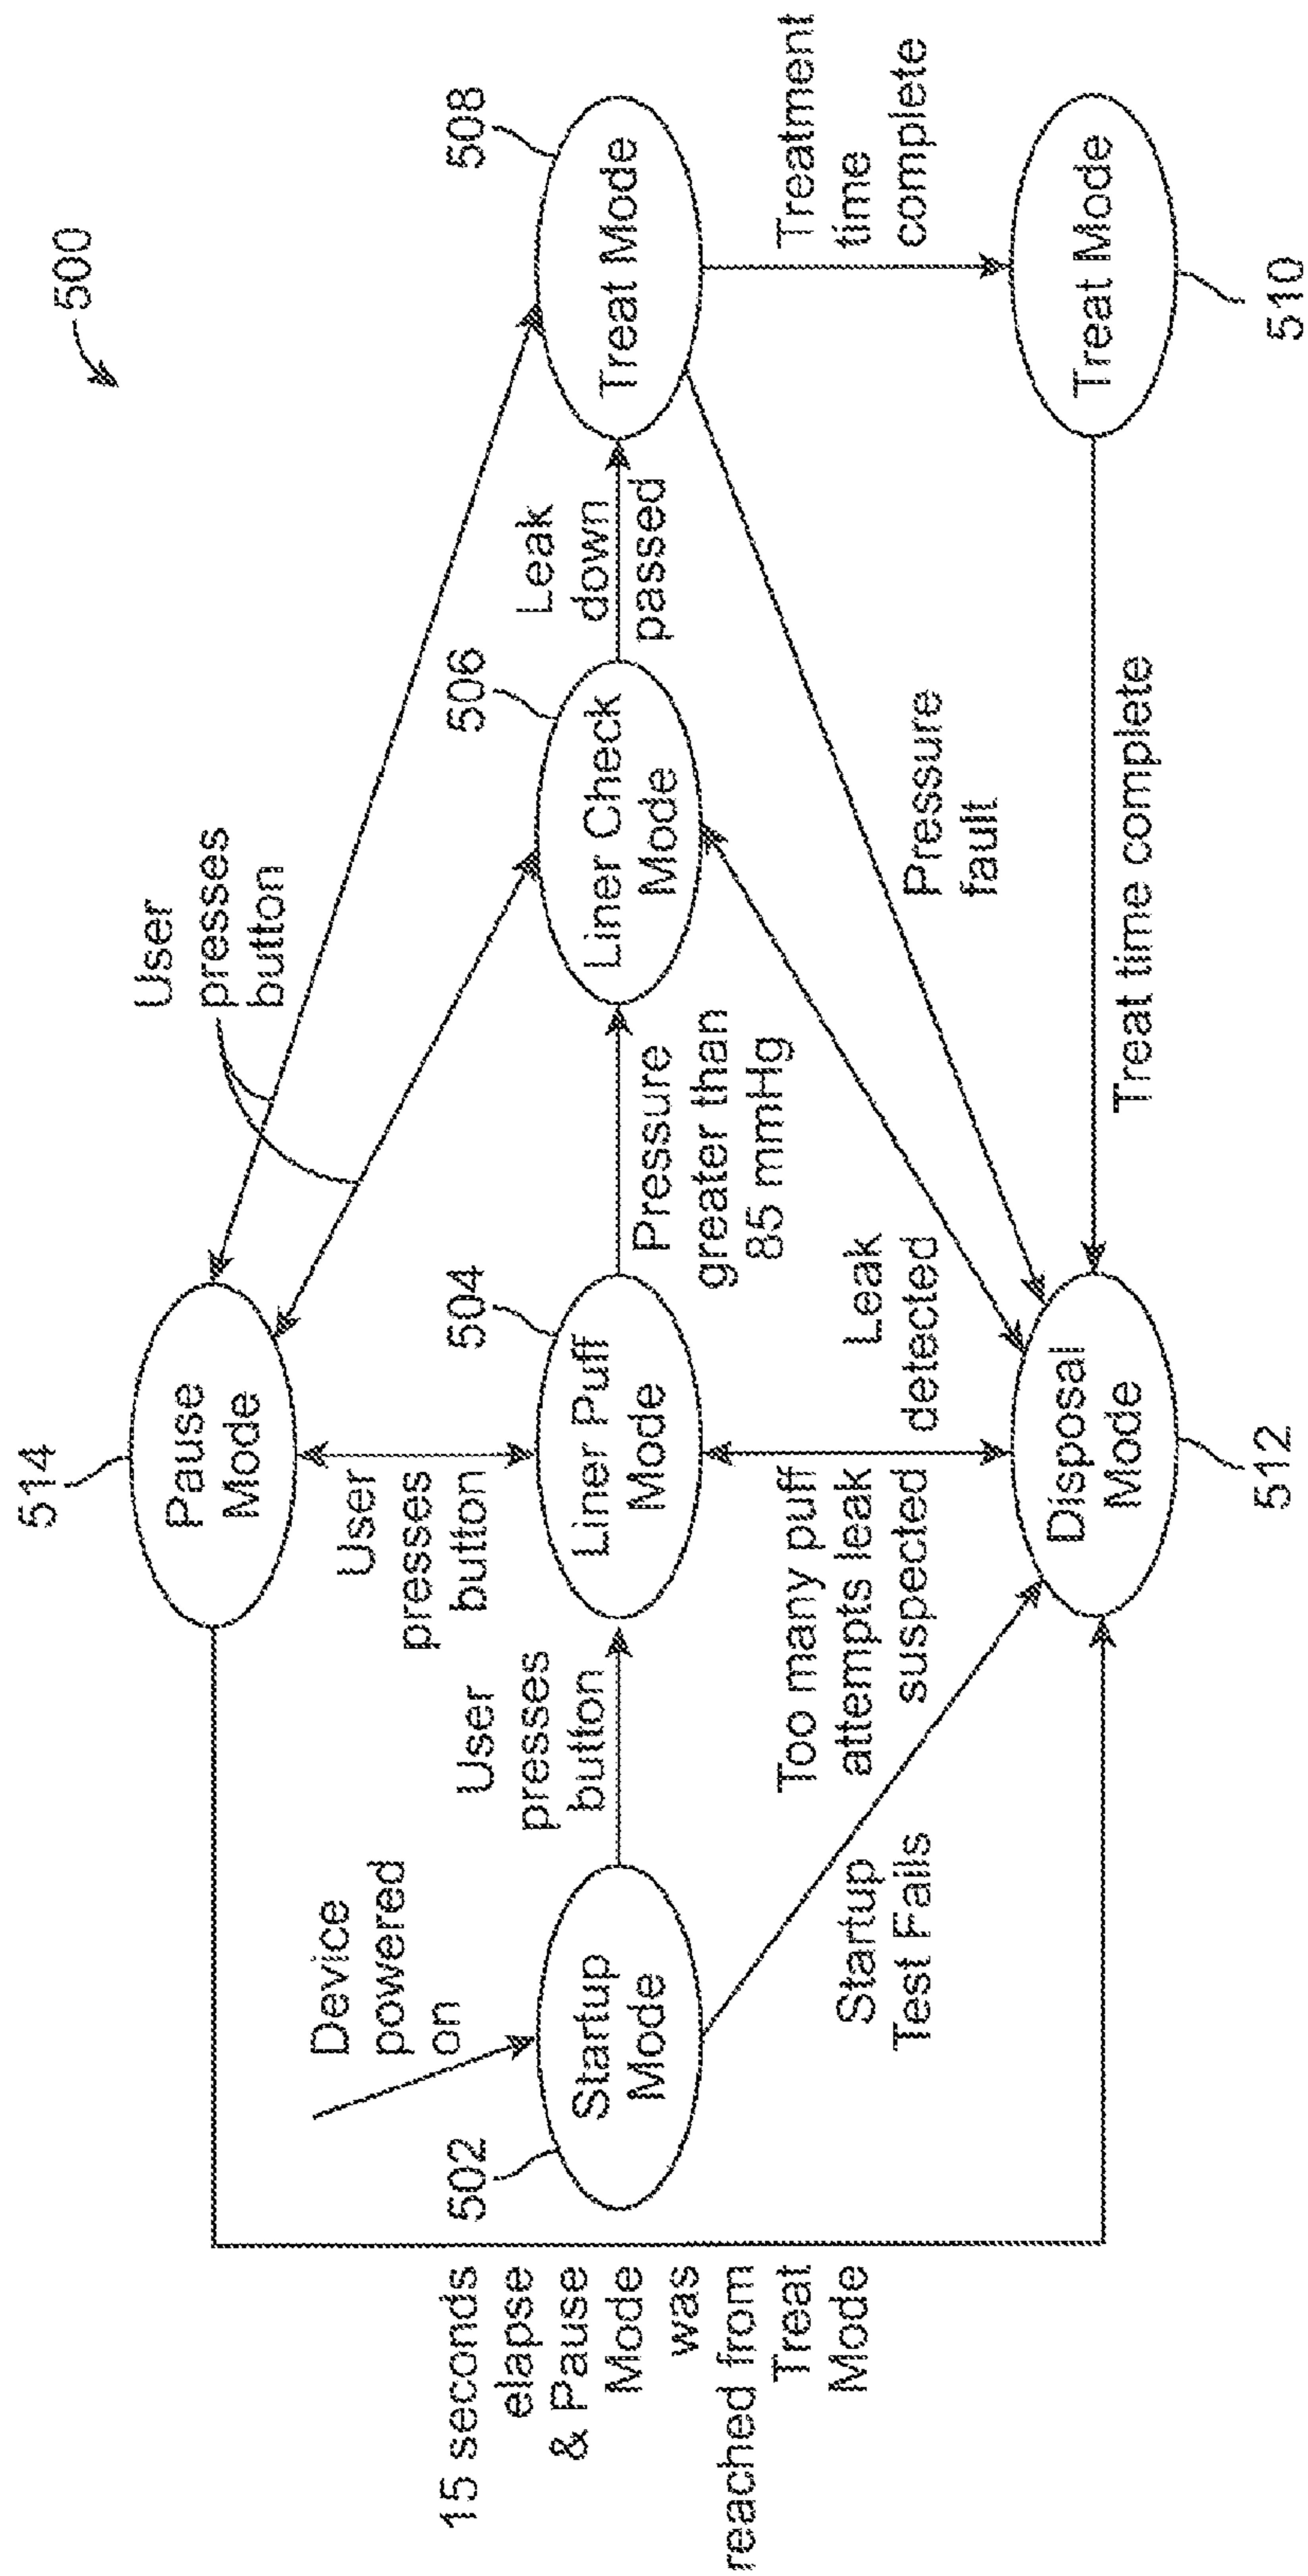 500
514
Pause
Mode
User
presses
button
User
presses
button
Device
powered
on
502
Startup
Mode
User
presses
button
504
Liner Puff
Mode
Pressure
greater than
85 mmHg
506
Liner Check
Mode
Leak
down
passed
508
Treat Mode
Treatment
time
complete
15 seconds
elapse
& Pause
Mode
was
reached from
Treat
Mode
Startup
Test Fails
Too many puff
attempts leak
suspected
Leak
detected
Pressure
fault
Disposal
Mode
512
Treat time complete
Treat Mode
510